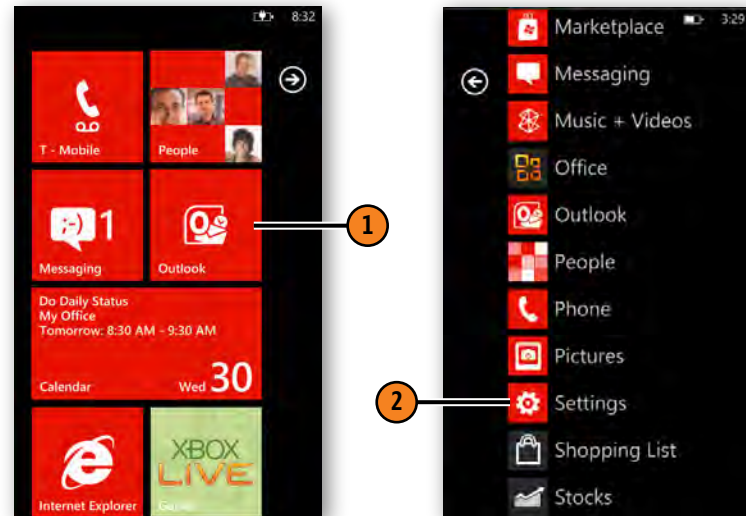 8:32
T - Mobile
People
;-) 1
Messaging
Outlook
Do Daily Status
My Office
Tomorrow: 8:30 AM - 9:30 AM
Calendar
Wed 30
Internet Explorer
XBOX
LIVE
Games
1
3:29
Marketplace
Messaging
Music + Videos
Office
Outlook
People
Phone
Pictures
Settings
Shopping List
Stocks
2